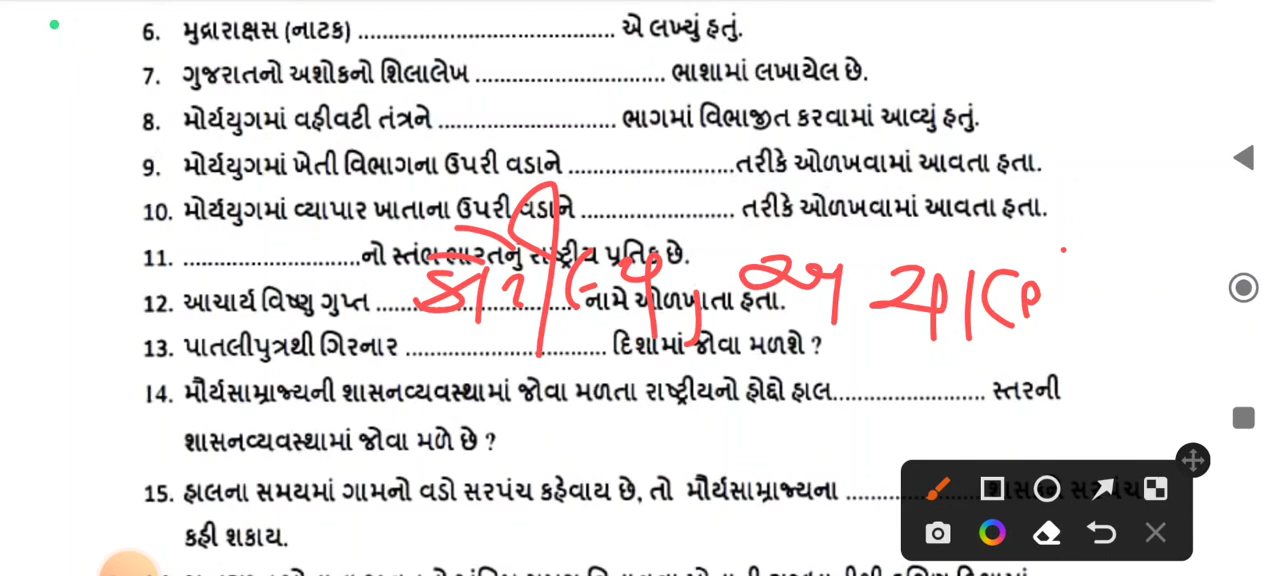 6. મુદ્રારાક્ષસ (નાટક) ........................................ એ લખ્યું હતું.
7. ગુજરાતનો અશોકનો શિલાલેખ ............................. ભાશામાં લખાયેલ છે.
8. મોર્યયુગમાં વહીવટી તંત્રને ........................... ભાગમાં વિભાજીત કરવામાં આવ્યું હતું.
9. મોર્યયુગમાં ખેતી વિભાગના ઉપરી વડાને ..........................તરીકે ઓળખવામાં આવતા હતા.
10. મોર્યયુગમાં વ્યાપાર ખાતાના ઉપરી વડાને ........................ તરીકે ઓળખવામાં આવતા હતા.
11. ...........................નો સ્તંભ ભારતનું રાષ્ટ્રીય પ્રતિક છે.
12. આચાર્ય વિષ્ણુ ગુપ્ત ................................ નામે ઓળખાતા હતા.
13. પાતલીપુત્રથી ગિરનાર ............................... દિશામાં જોવા મળશે ?
14. મૌર્યસામ્રાજ્યની શાસનવ્યવસ્થામાં જોવા મળતા રાષ્ટ્રીયનો હોદ્દો હાલ........................ સ્તરની
શાસનવ્યવસ્થામાં જોવા મળે છે ?
15. હાલના સમયમાં ગામનો વડો સરપંચ કહેવાય છે, તો મૌર્યસામ્રાજ્યના .................... સરપંચ
કહી શકાય.